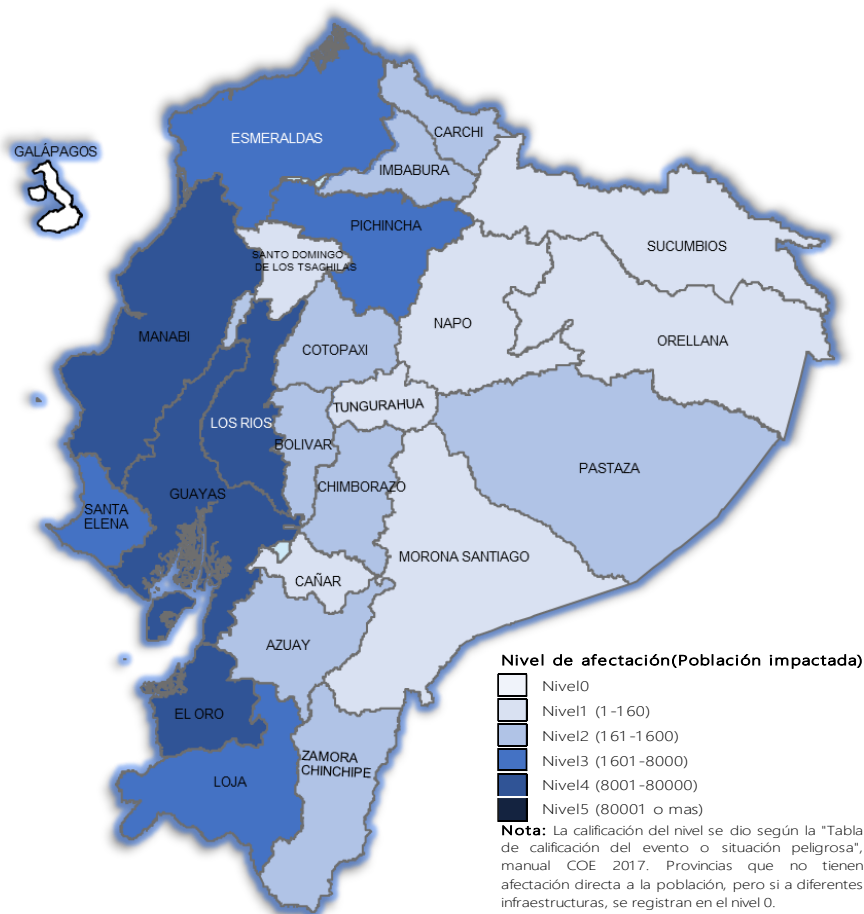 ESMERALDAS
CARCHI
GALÁPAGOS
IMBABURA
PICHINCHA
SUCUMBIOS
SANTO DOMINGO
DE LOS TSACHILAS
NAPO
MANABI
ORELLANA
COTOPAXI
TUNGURAHUA
LOS RIOS
BOLIVAR
PASTAZA
CHIMBORAZO
GUAYAS
SANTA
ELENA
MORONA SANTIAGO
CAÑAR
AZUAY
EL ORO
ZAMORA
CHINCHIPE
LOJA
Nivel de afectación(Población impactada)
Nivel0
Nivel1 (1-160)
Nivel2 (161-1600)
Nivel3 (1601-8000)
Nivel4 (8001-80000)
Nivel5 (80001 o mas)
Nota: La calificación del nivel se dio según la "Tabla
de calificación del evento o situación peligrosa",
manual COE 2017. Provincias que no tienen
afectación directa a la población, pero si a diferentes
infraestructuras, se registran en el nivel 0.